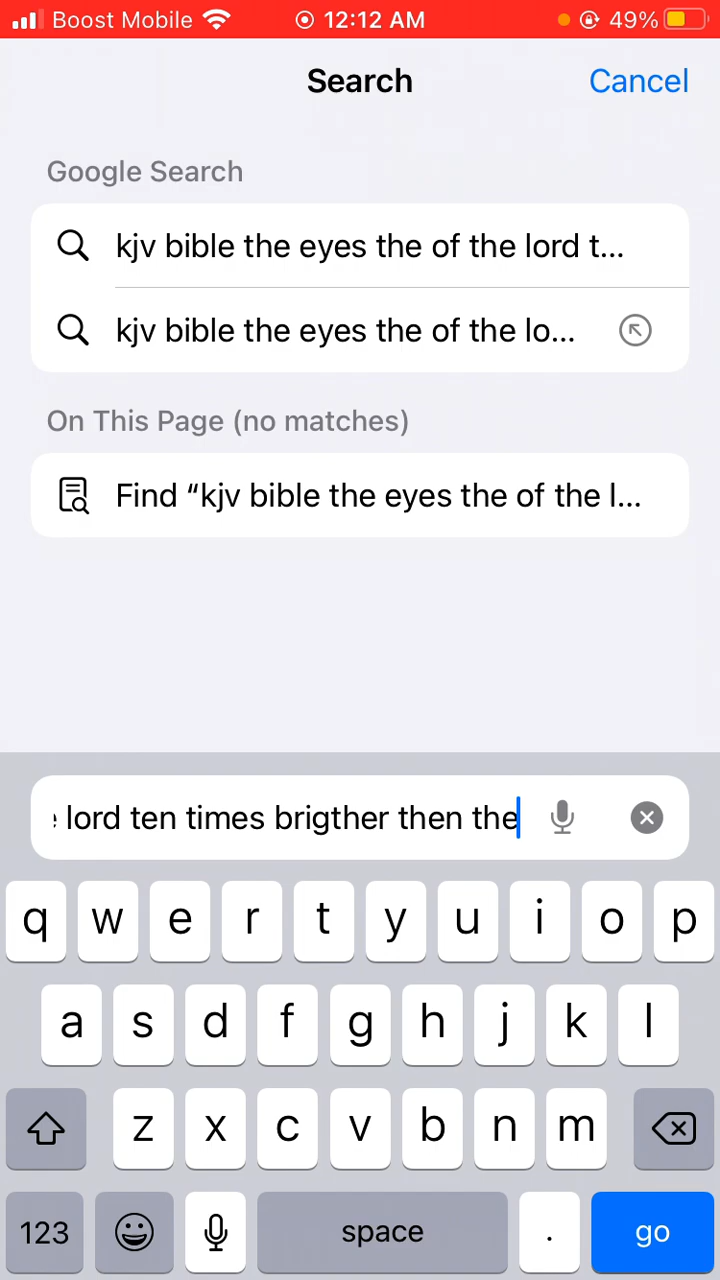 Boost Mobile 12:12 AM 49%
Search Cancel
Google Search
kjv bible the eyes the of the lord t...
kjv bible the eyes the of the lo...
On This Page (no matches)
Find “kjv bible the eyes the of the l...
lord ten times brigther then the
q w e r t y u i o p
a s d f g h j k l
z x c v b n m
123 space . go